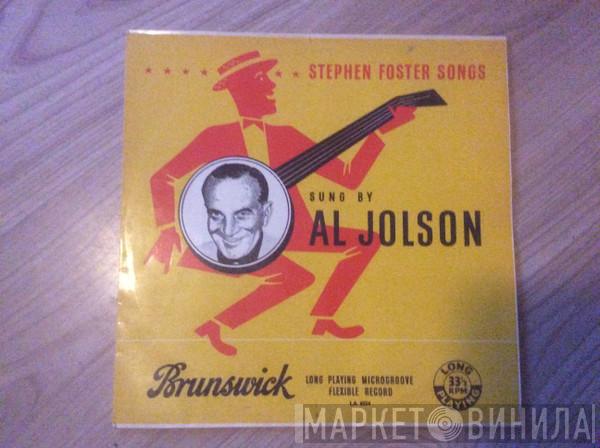 STEPHEN FOSTER SONGS
SUNG BY
AL JOLSON
Brunswick
LONG PLAYING MICROGROOVE
FLEXIBLE RECORD
LONG
33⅓
RPM
PLAYING
МАРКЕТ ВИНИЛА